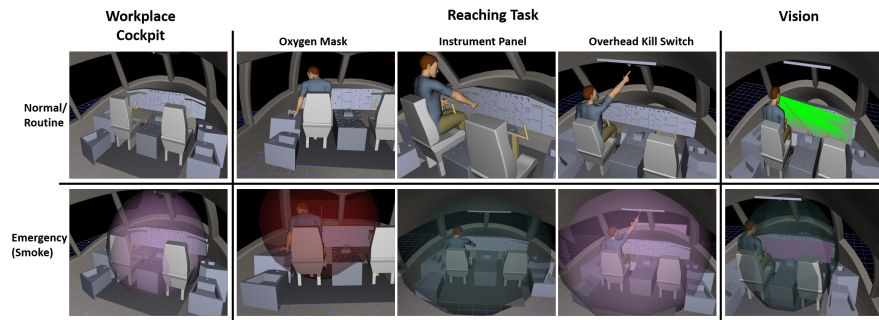 Workplace
Cockpit
Reaching Task
Vision
Oxygen Mask
Instrument Panel
Overhead Kill Switch
Normal/
Routine
Emergency
(Smoke)